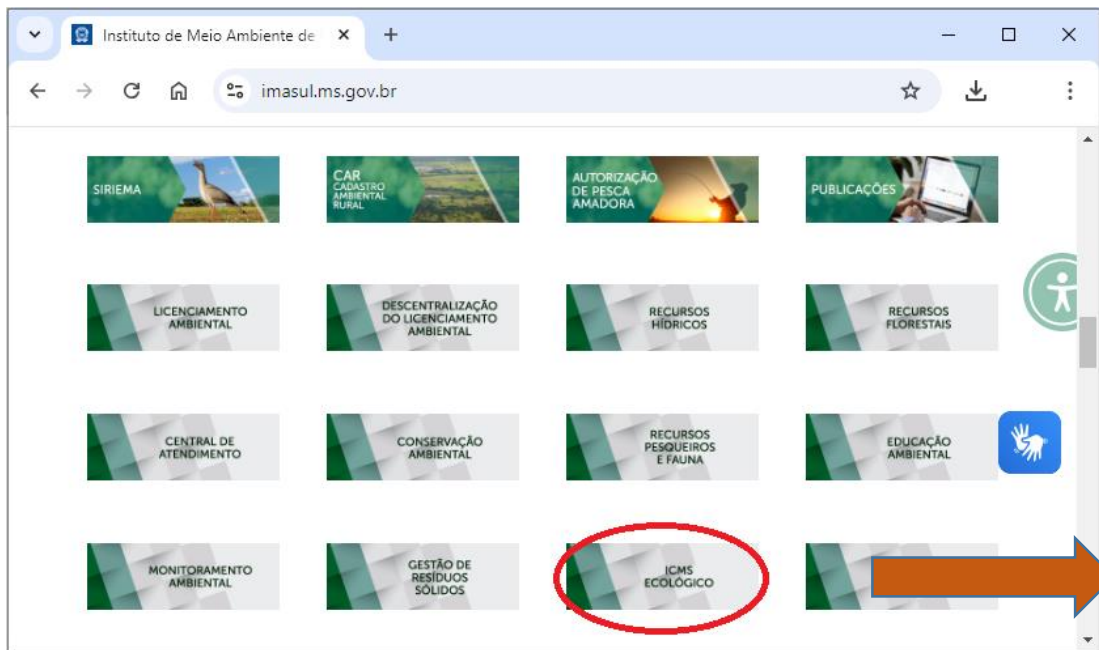 Instituto de Meio Ambiente de
imasul.ms.gov.br
SIRIEMA
CAR
CADASTRO
AMBIENTAL
RURAL
AUTORIZAÇÃO
DE PESCA
AMADORA
PUBLICAÇÕES
LICENCIAMENTO
AMBIENTAL
DESCENTRALIZAÇÃO
DO LICENCIAMENTO
AMBIENTAL
RECURSOS
HÍDRICOS
RECURSOS
FLORESTAIS
CENTRAL DE
ATENDIMENTO
CONSERVAÇÃO
AMBIENTAL
RECURSOS
PESQUEIROS
E FAUNA
EDUCAÇÃO
AMBIENTAL
MONITORAMENTO
AMBIENTAL
GESTÃO DE
RESÍDUOS
SÓLIDOS
ICMS
ECOLÓGICO